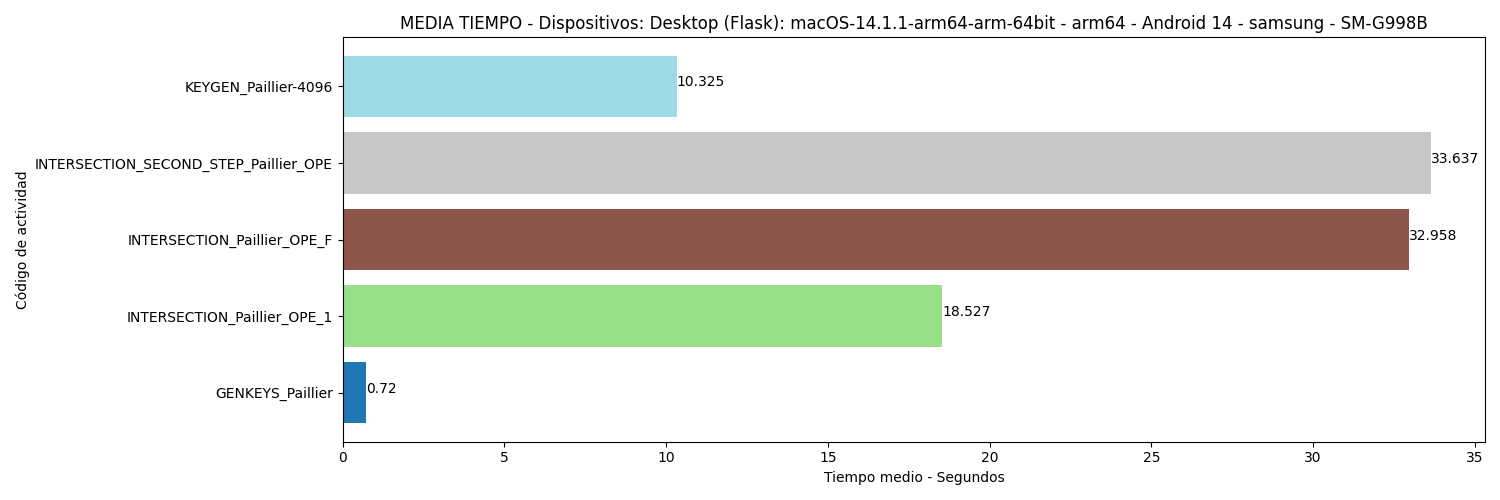 MEDIA TIEMPO - Dispositivos: Desktop (Flask): macOS-14.1.1-arm64-arm-64bit - arm64 - Android 14 - samsung - SM-G998B
Código de actividad
KEYGEN_Paillier-4096
10.325
INTERSECTION_SECOND_STEP_Paillier_OPE
33.637
INTERSECTION_Paillier_OPE_F
32.958
INTERSECTION_Paillier_OPE_1
18.527
GENKEYS_Paillier
0.72
0 5 10 15 20 25 30 35
Tiempo medio - Segundos